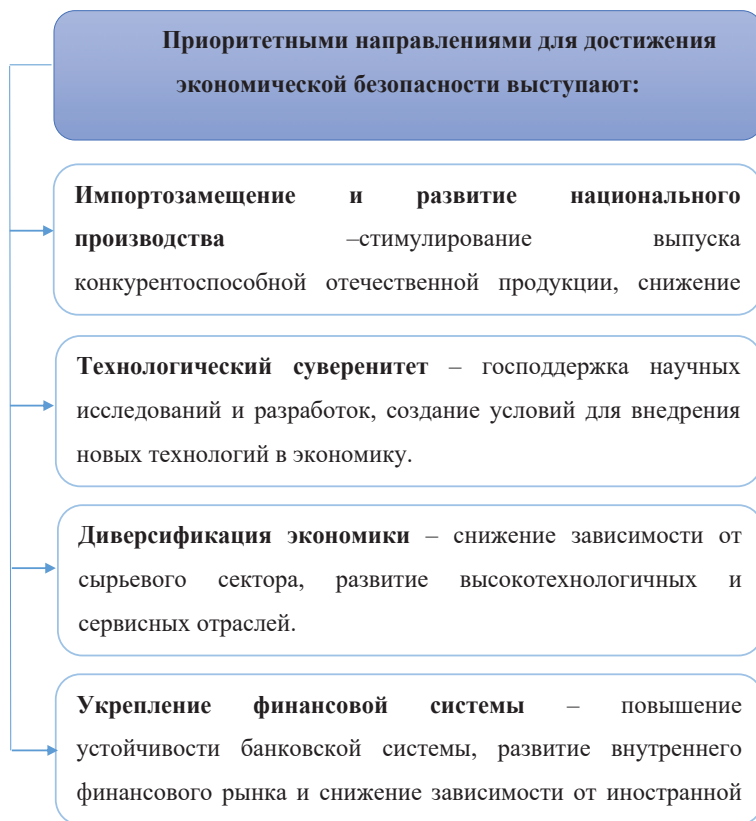 Приоритетными направлениями для достижения
экономической безопасности выступают:
Импортозамещение и развитие национального
производства –стимулирование выпуска
конкурентоспособной отечественной продукции, снижение
Технологический суверенитет – господдержка научных
исследований и разработок, создание условий для внедрения
новых технологий в экономику.
Диверсификация экономики – снижение зависимости от
сырьевого сектора, развитие высокотехнологичных и
сервисных отраслей.
Укрепление финансовой системы – повышение
устойчивости банковской системы, развитие внутреннего
финансового рынка и снижение зависимости от иностранной